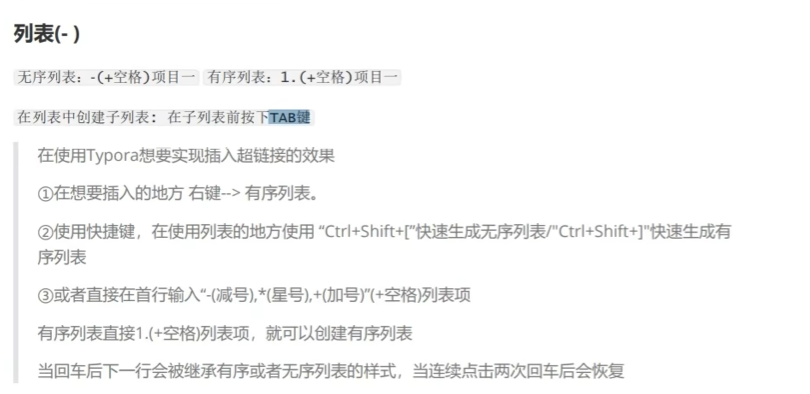 列表(- )
无序列表：-(+空格)项目一 有序列表：1.(+空格)项目一
在列表中创建子列表： 在子列表前按下TAB键
在使用Typora想要实现插入超链接的效果
①在想要插入的地方 右键--> 有序列表。
②使用快捷键，在使用列表的地方使用 “Ctrl+Shift+[”快速生成无序列表/"Ctrl+Shift+]"快速生成有
序列表
③或者直接在首行输入“-(减号),*(星号),+(加号)”(+空格)列表项
有序列表直接1.(+空格)列表项，就可以创建有序列表
当回车后下一行会被继承有序或者无序列表的样式，当连续点击两次回车后会恢复